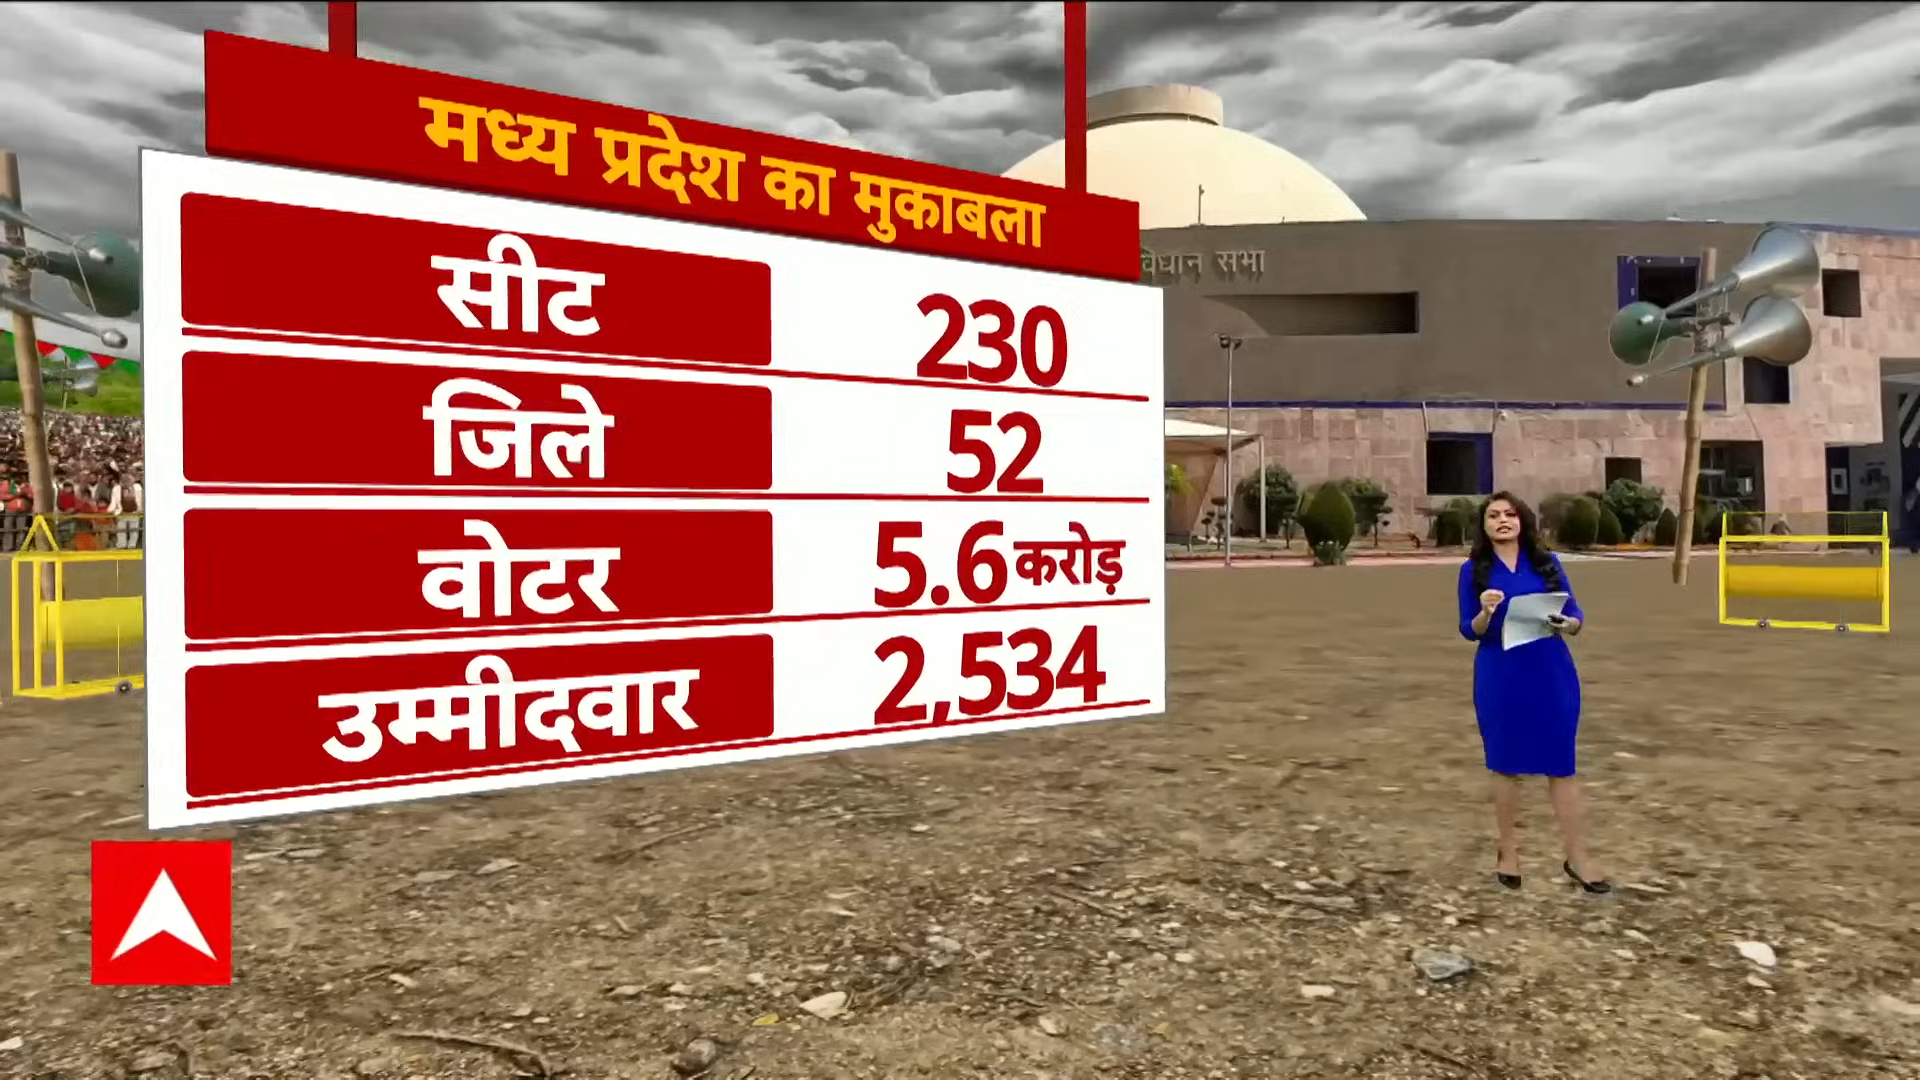 मध्य प्रदेश का मुकाबला
सीट 230
जिले 52
वोटर 5.6 करोड़
उम्मीदवार 2,534
विधान सभा